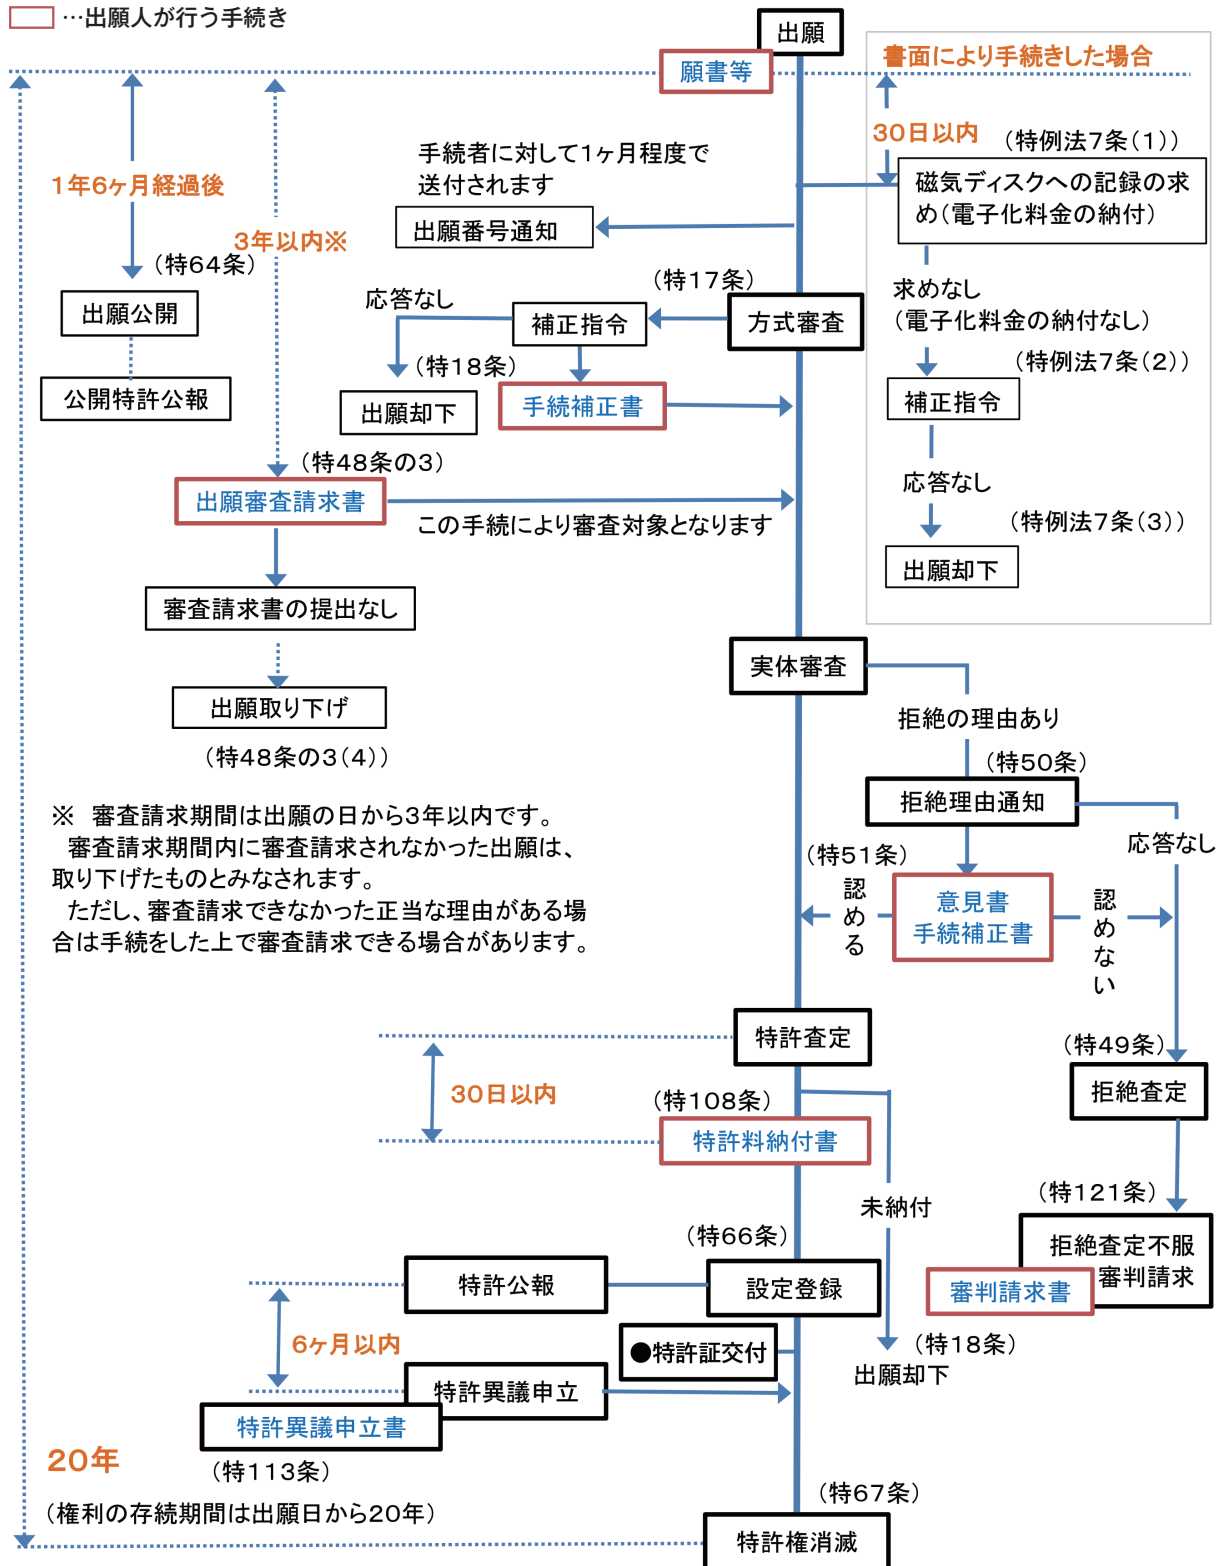 …出願人が行う手続き
出願
願書等
書面により手続きした場合
30日以内
(特例法7条(1))
磁気ディスクへの記録の求
め(電子化料金の納付)
手続者に対して1ヶ月程度で
送付されます
出願番号通知
1年6ヶ月経過後
3年以内※
(特64条)
出願公開
公開特許公報
(特17条)
方式審査
応答なし
補正指令
(特18条)
出願却下
手続補正書
求めなし
(電子化料金の納付なし)
(特例法7条(2))
補正指令
応答なし
(特例法7条(3))
出願却下
(特48条の3)
出願審査請求書
この手続により審査対象となります
審査請求書の提出なし
出願取り下げ
(特48条の3(4))
実体審査
拒絶の理由あり
(特50条)
拒絶理由通知
応答なし
(特51条)
認める
意見書
手続補正書
認めない
※ 審査請求期間は出願の日から3年以内です。
審査請求期間内に審査請求されなかった出願は、
取り下げたものとみなされます。
ただし、審査請求できなかった正当な理由がある場
合は手続をした上で審査請求できる場合があります。
特許査定
30日以内
(特108条)
特許料納付書
(特49条)
拒絶査定
未納付
(特121条)
拒絶査定不服
審判請求
審判請求書
(特66条)
特許公報
設定登録
6ヶ月以内
●特許証交付
(特18条)
出願却下
特許異議申立
特許異議申立書
(特113条)
20年
(権利の存続期間は出願日から20年)
(特67条)
特許権消滅